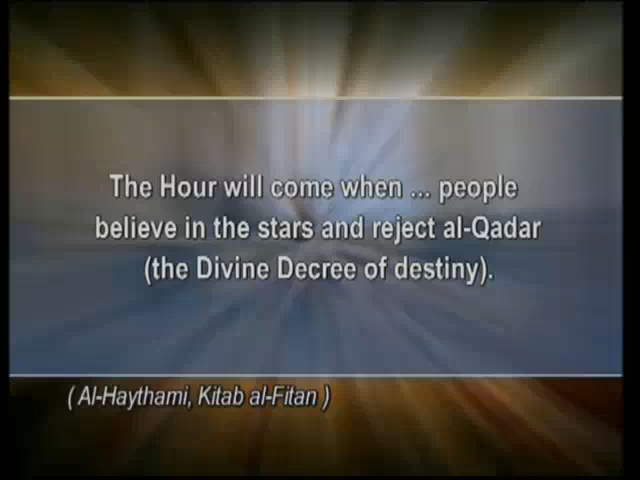 The Hour will come when ... people
believe in the stars and reject al-Qadar
(the Divine Decree of destiny).
( Al-Haythami, Kitab al-Fitan )